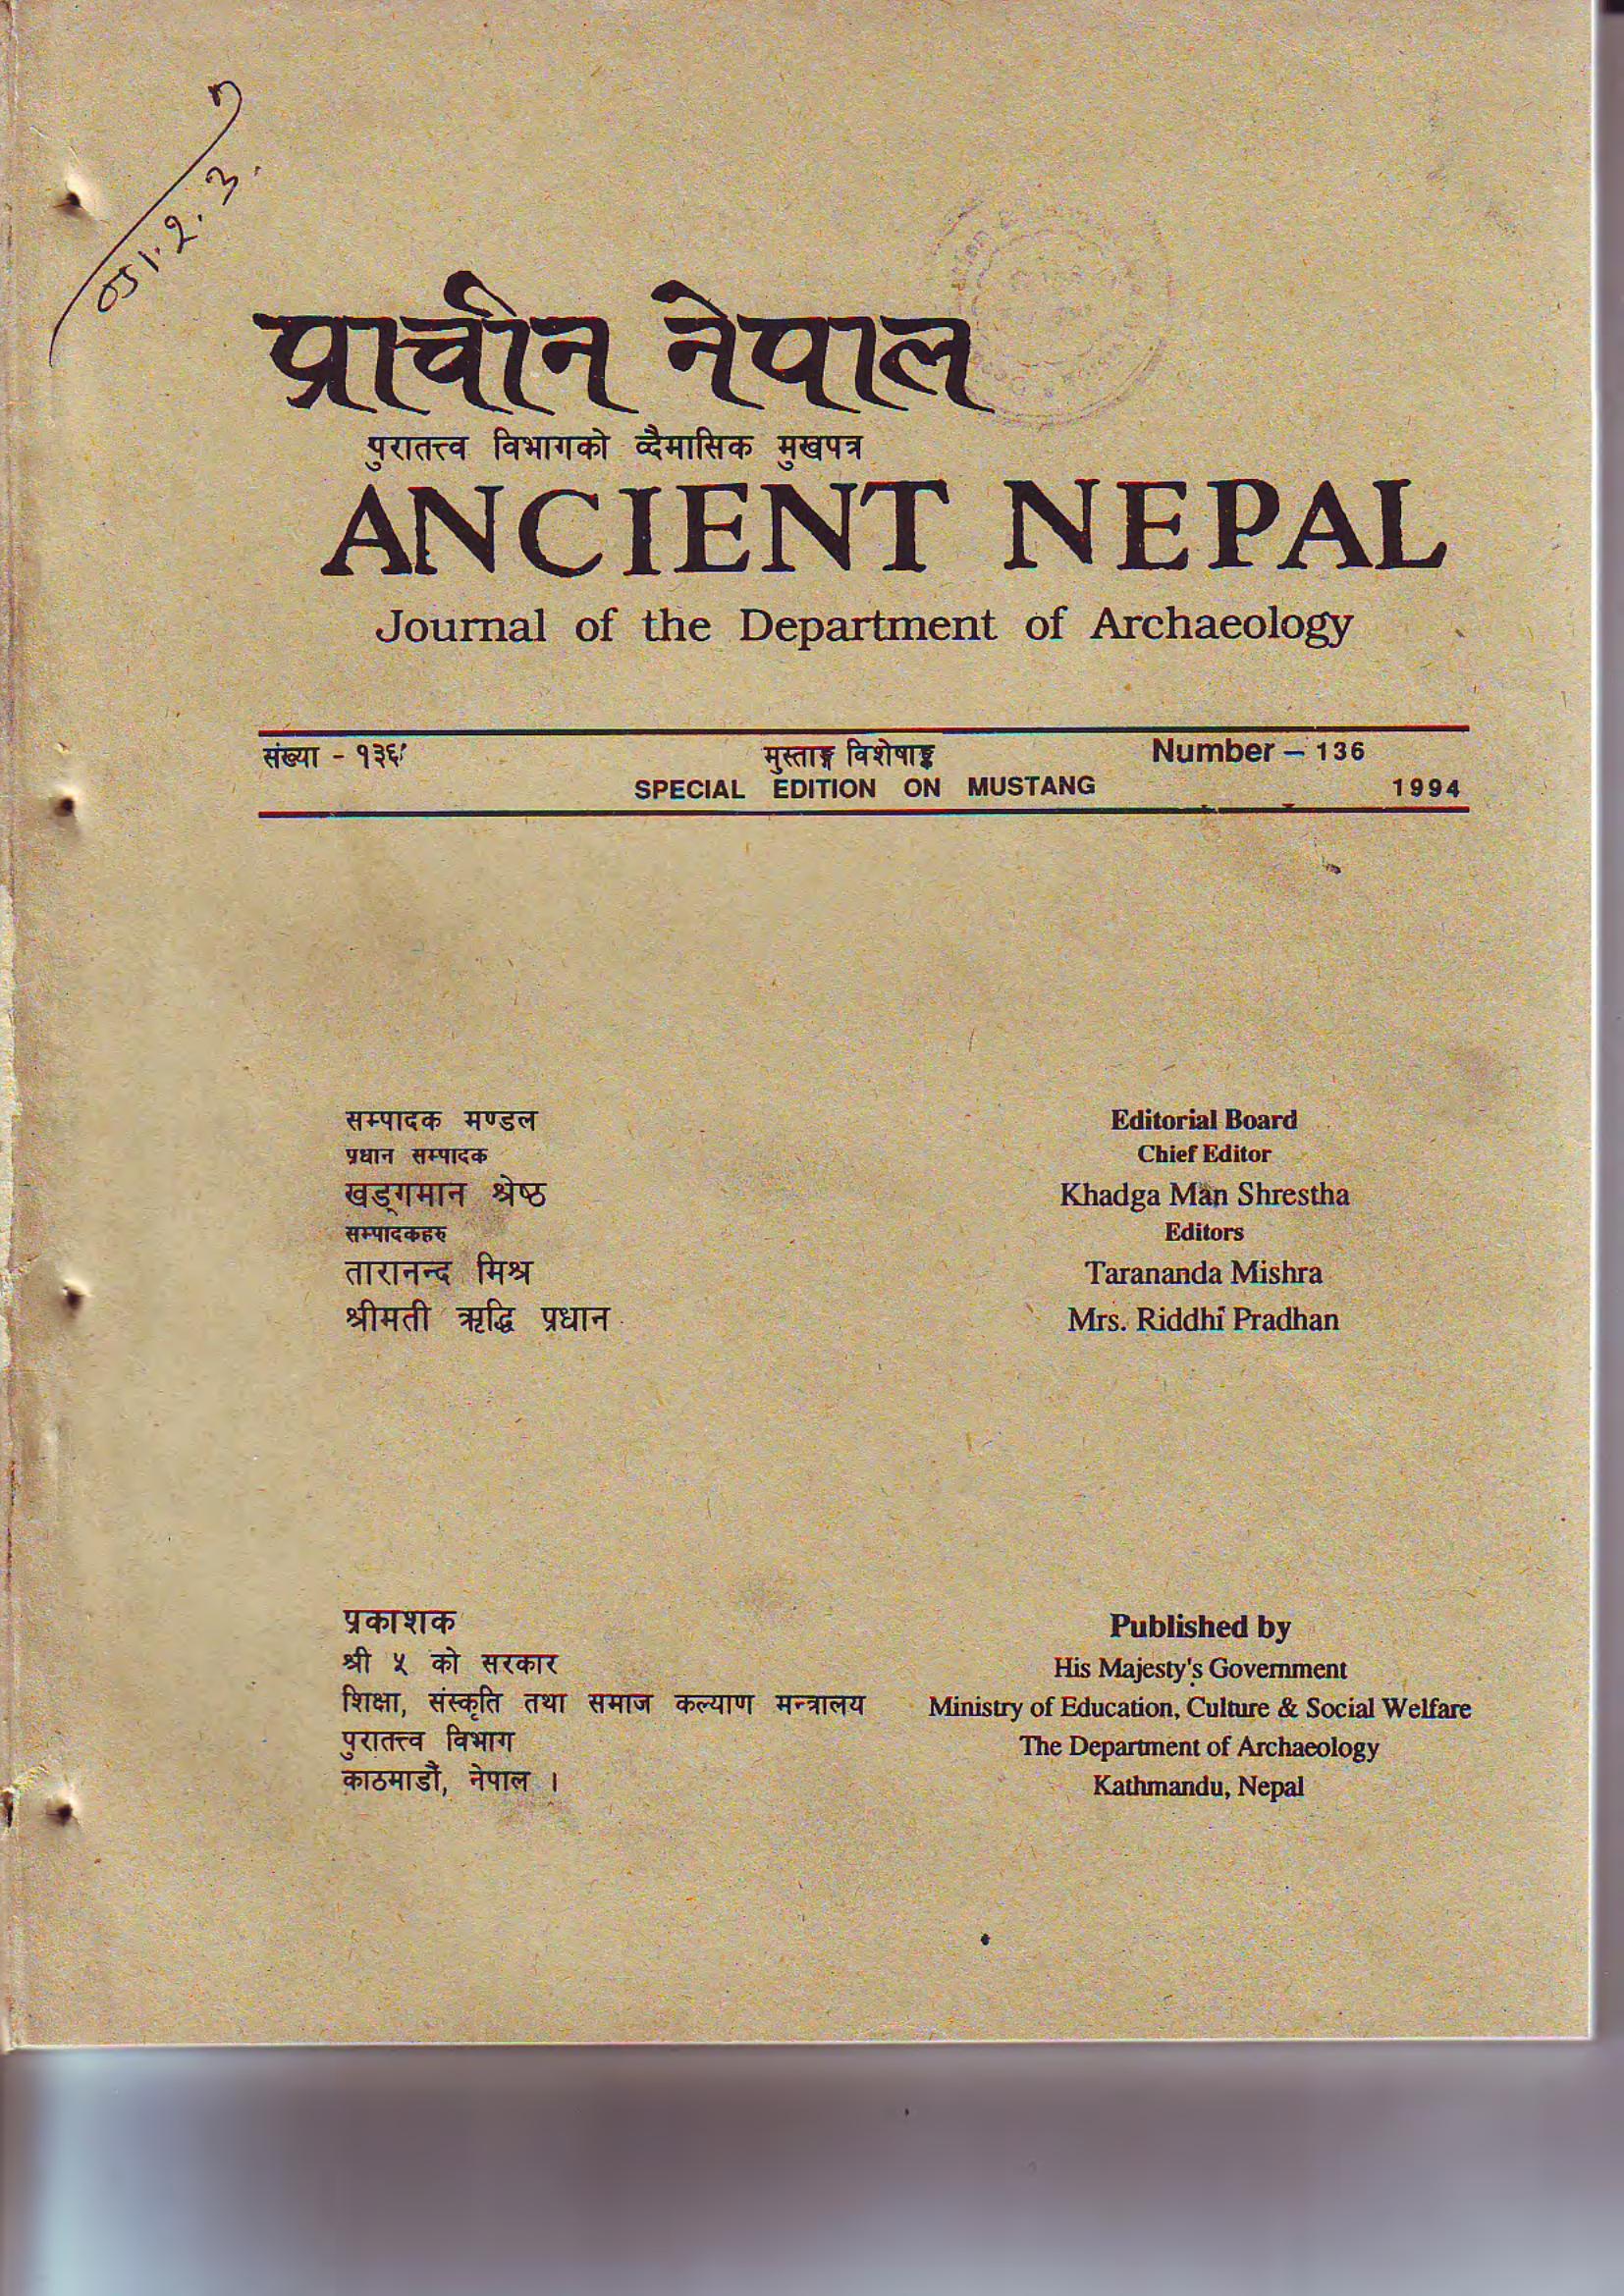 प्राचीन नेपाल
पुरातत्त्व विभागको द्वैमासिक मुखपत्र
ANCIENT NEPAL
Journal of the Department of Archaeology
संख्या - १३६ मुस्ताङ्ग विशेषाङ्क Number – 136
SPECIAL EDITION ON MUSTANG 1994
सम्पादक मण्डल
प्रधान सम्पादक
खड्गमान श्रेष्ठ
सम्पादकहरु
तारानन्द मिश्र
श्रीमती ऋद्धि प्रधान
Editorial Board
Chief Editor
Khadga Man Shrestha
Editors
Tarananda Mishra
Mrs. Riddhi Pradhan
प्रकाशक
श्री ५ को सरकार
शिक्षा, संस्कृति तथा समाज कल्याण मन्त्रालय
पुरातत्त्व विभाग
काठमाडौं, नेपाल ।
Published by
His Majesty's Government
Ministry of Education, Culture & Social Welfare
The Department of Archaeology
Kathmandu, Nepal